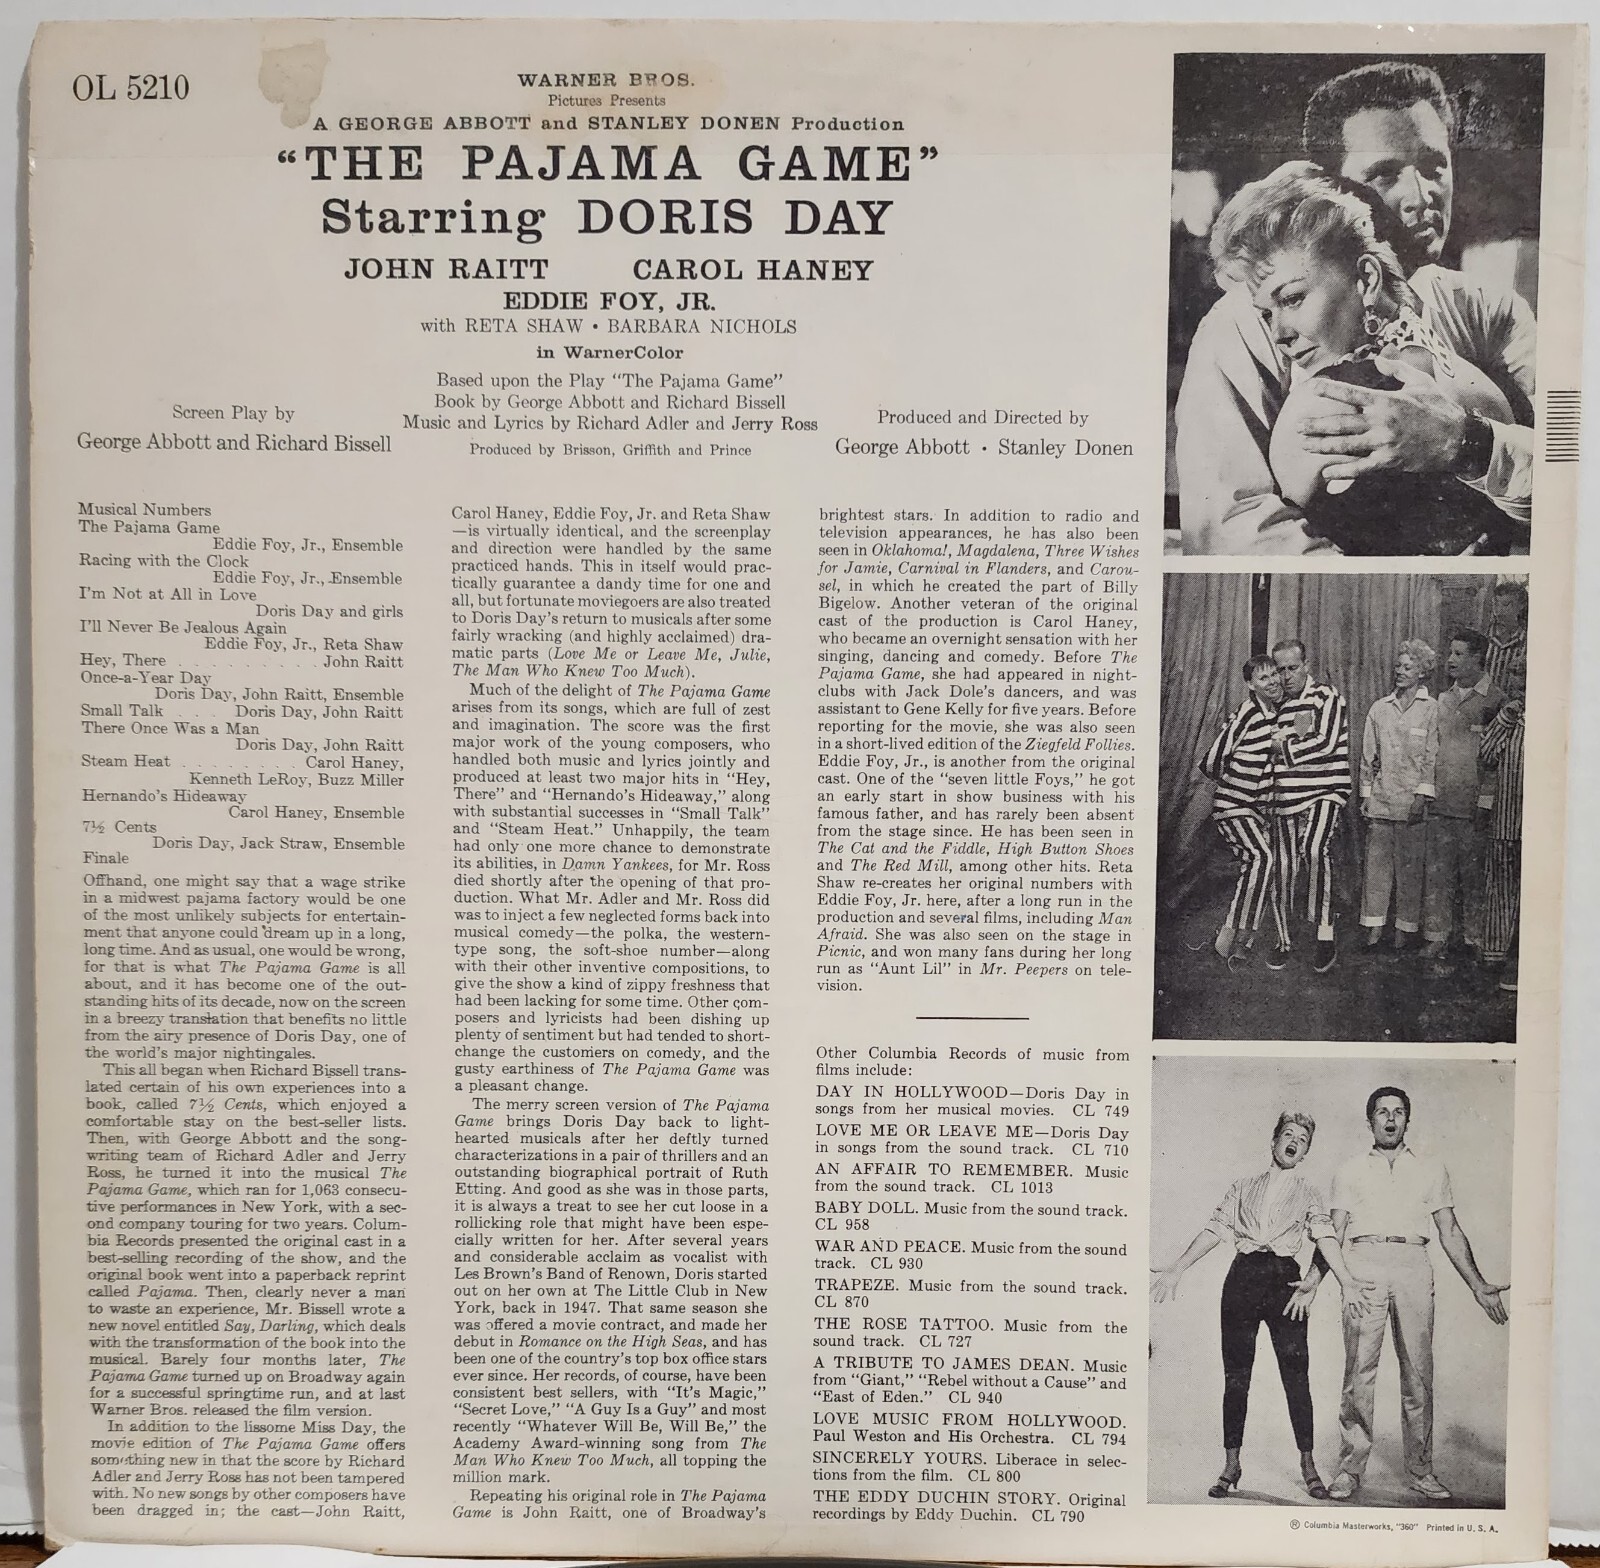 OL 5210
WARNER BROS.
Pictures Presents
A GEORGE ABBOTT and STANLEY DONEN Production
“THE PAJAMA GAME”
Starring DORIS DAY
JOHN RAITT CAROL HANEY
EDDIE FOY, JR.
with RETA SHAW • BARBARA NICHOLS
in WarnerColor
Based upon the Play “The Pajama Game”
Book by George Abbott and Richard Bissell
Music and Lyrics by Richard Adler and Jerry Ross
Produced by Brisson, Griffith and Prince
Screen Play by
George Abbott and Richard Bissell
Produced and Directed by
George Abbott • Stanley Donen
Musical Numbers
The Pajama Game
Eddie Foy, Jr., Ensemble
Racing with the Clock
Eddie Foy, Jr., Ensemble
I'm Not at All in Love
Doris Day and girls
I'll Never Be Jealous Again
Eddie Foy, Jr., Reta Shaw
Hey, There . . . . . . . . . . John Raitt
Once-a-Year Day
Doris Day, John Raitt, Ensemble
Small Talk . . . Doris Day, John Raitt
There Once Was a Man
Doris Day, John Raitt
Steam Heat . . . . . . . . Carol Haney,
Kenneth LeRoy, Buzz Miller
Hernando's Hideaway
Carol Haney, Ensemble
7½ Cents
Doris Day, Jack Straw, Ensemble
Finale
Offhand, one might say that a wage strike
in a midwest pajama factory would be one
of the most unlikely subjects for entertain-
ment that anyone could dream up in a long,
long time. And as usual, one would be wrong,
for that is what The Pajama Game is all
about, and it has become one of the out-
standing hits of its decade, now on the screen
in a breezy translation that benefits no little
from the airy presence of Doris Day, one of
the world's major nightingales.
This all began when Richard Bissell trans-
lated certain of his own experiences into a
book, called 7½ Cents, which enjoyed a
comfortable stay on the best-seller lists.
Then, with George Abbott and the song-
writing team of Richard Adler and Jerry
Ross, he turned it into the musical The
Pajama Game, which ran for 1,063 consecu-
tive performances in New York, with a sec-
ond company touring for two years. Colum-
bia Records presented the original cast in a
best-selling recording of the show, and the
original book went into a paperback reprint
called Pajama. Then, clearly never a man
to waste an experience, Mr. Bissell wrote a
new novel entitled Say, Darling, which deals
with the transformation of the book into the
musical. Barely four months later, The
Pajama Game turned up on Broadway again
for a successful springtime run, and at last
Warner Bros. released the film version.
In addition to the lissome Miss Day, the
movie edition of The Pajama Game offers
something new in that the score by Richard
Adler and Jerry Ross has not been tampered
with. No new songs by other composers have
been dragged in; the cast—John Raitt,
Carol Haney, Eddie Foy, Jr. and Reta Shaw
—is virtually identical, and the screenplay
and direction were handled by the same
practiced hands. This in itself would prac-
tically guarantee a dandy time for one and
all, but fortunate moviegoers are also treated
to Doris Day's return to musicals after some
fairly wracking (and highly acclaimed) dra-
matic parts (Love Me or Leave Me, Julie,
The Man Who Knew Too Much).
Much of the delight of The Pajama Game
arises from its songs, which are full of zest
and imagination. The score was the first
major work of the young composers, who
handled both music and lyrics jointly and
produced at least two major hits in “Hey,
There” and “Hernando's Hideaway,” along
with substantial successes in “Small Talk”
and “Steam Heat.” Unhappily, the team
had only one more chance to demonstrate
its abilities, in Damn Yankees, for Mr. Ross
died shortly after the opening of that pro-
duction. What Mr. Adler and Mr. Ross did
was to inject a few neglected forms back into
musical comedy—the polka, the western-
type song, the soft-shoe number—along
with their other inventive compositions, to
give the show a kind of zippy freshness that
had been lacking for some time. Other com-
posers and lyricists had been dishing up
plenty of sentiment but had tended to short-
change the customers on comedy, and the
gusty earthiness of The Pajama Game was
a pleasant change.
The merry screen version of The Pajama
Game brings Doris Day back to light-
hearted musicals after her deftly turned
characterizations in a pair of thrillers and an
outstanding biographical portrait of Ruth
Etting. And good as she was in those parts,
it is always a treat to see her cut loose in a
rollicking role that might have been espe-
cially written for her. After several years
and considerable acclaim as vocalist with
Les Brown's Band of Renown, Doris started
out on her own at The Little Club in New
York, back in 1947. That same season she
was offered a movie contract, and made her
debut in Romance on the High Seas, and has
been one of the country's top box office stars
ever since. Her records, of course, have been
consistent best sellers, with “It's Magic,”
“Secret Love,” “A Guy Is a Guy” and most
recently “Whatever Will Be, Will Be,” the
Academy Award-winning song from The
Man Who Knew Too Much, all topping the
million mark.
Repeating his original role in The Pajama
Game is John Raitt, one of Broadway's
brightest stars. In addition to radio and
television appearances, he has also been
seen in Oklahoma!, Magdalena, Three Wishes
for Jamie, Carnival in Flanders, and Carou-
sel, in which he created the part of Billy
Bigelow. Another veteran of the original
cast of the production is Carol Haney,
who became an overnight sensation with her
singing, dancing and comedy. Before The
Pajama Game, she had appeared in night-
clubs with Jack Dole's dancers, and was
assistant to Gene Kelly for five years. Before
reporting for the movie, she was also seen
in a short-lived edition of the Ziegfeld Follies.
Eddie Foy, Jr., is another from the original
cast. One of the “seven little Foys,” he got
an early start in show business with his
famous father, and has rarely been absent
from the stage since. He has been seen in
The Cat and the Fiddle, High Button Shoes
and The Red Mill, among other hits. Reta
Shaw re-creates her original numbers with
Eddie Foy, Jr. here, after a long run in the
production and several films, including Man
Afraid. She was also seen on the stage in
Picnic, and won many fans during her long
run as “Aunt Lil” in Mr. Peepers on tele-
vision.
Other Columbia Records of music from
films include:
DAY IN HOLLYWOOD—Doris Day in
songs from her musical movies. CL 749
LOVE ME OR LEAVE ME—Doris Day
in songs from the sound track. CL 710
AN AFFAIR TO REMEMBER. Music
from the sound track. CL 1013
BABY DOLL. Music from the sound track.
CL 958
WAR AND PEACE. Music from the sound
track. CL 930
TRAPEZE. Music from the sound track.
CL 870
THE ROSE TATTOO. Music from the
sound track. CL 727
A TRIBUTE TO JAMES DEAN. Music
from “Giant,” “Rebel without a Cause” and
“East of Eden.” CL 940
LOVE MUSIC FROM HOLLYWOOD.
Paul Weston and His Orchestra. CL 794
SINCERELY YOURS. Liberace in selec-
tions from the film. CL 800
THE EDDY DUCHIN STORY. Original
recordings by Eddy Duchin. CL 790
Ⓡ Columbia Masterworks, "360" Printed in U. S. A.